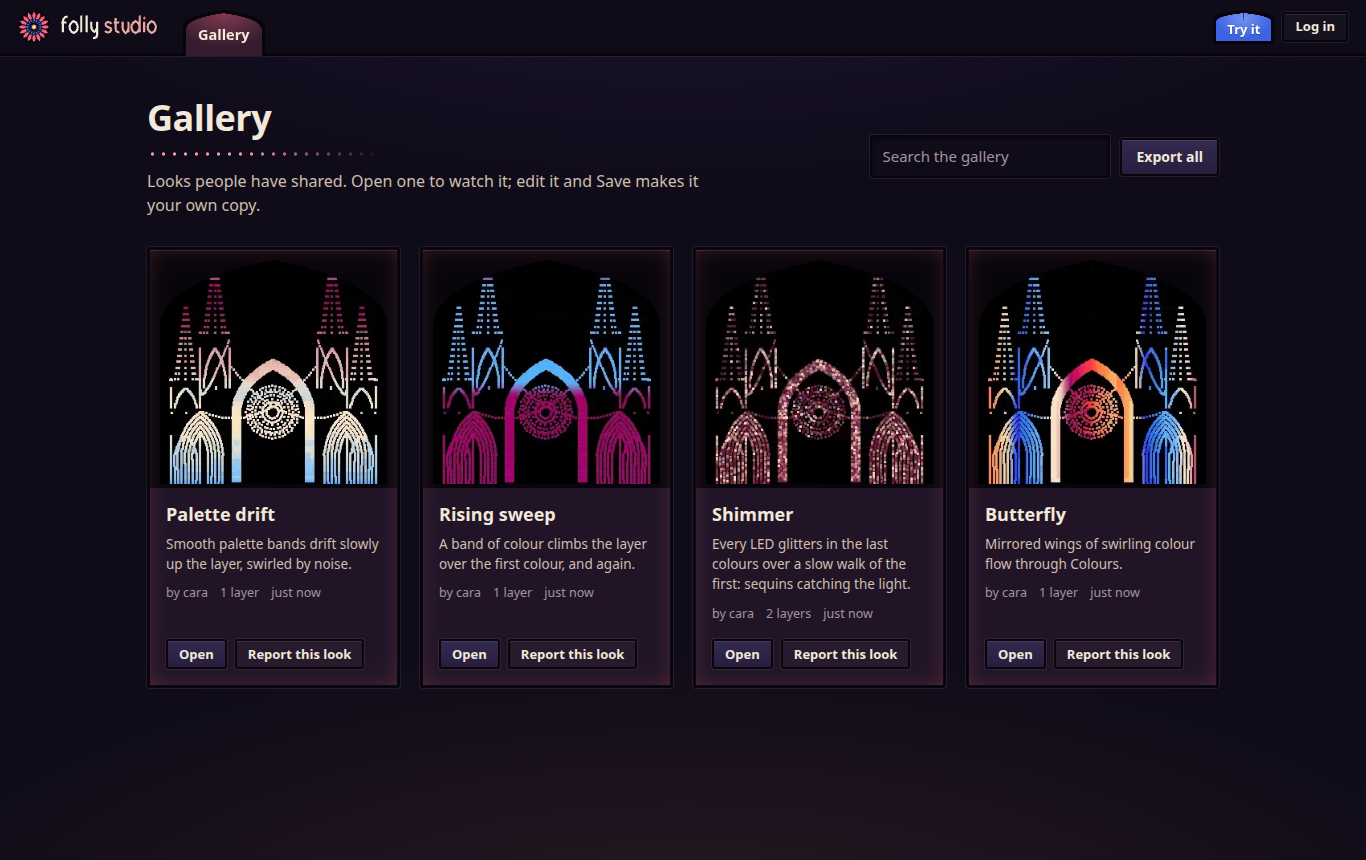 folly studio
Gallery
Try it
Log in
Gallery
Looks people have shared. Open one to watch it; edit it and Save makes it
your own copy.
Search the gallery
Export all
Palette drift
Smooth palette bands drift slowly
up the layer, swirled by noise.
by cara 1 layer just now
Open
Report this look
Rising sweep
A band of colour climbs the layer
over the first colour, and again.
by cara 1 layer just now
Open
Report this look
Shimmer
Every LED glitters in the last
colours over a slow walk of the
first: sequins catching the light.
by cara 2 layers just now
Open
Report this look
Butterfly
Mirrored wings of swirling colour
flow through Colours.
by cara 1 layer just now
Open
Report this look